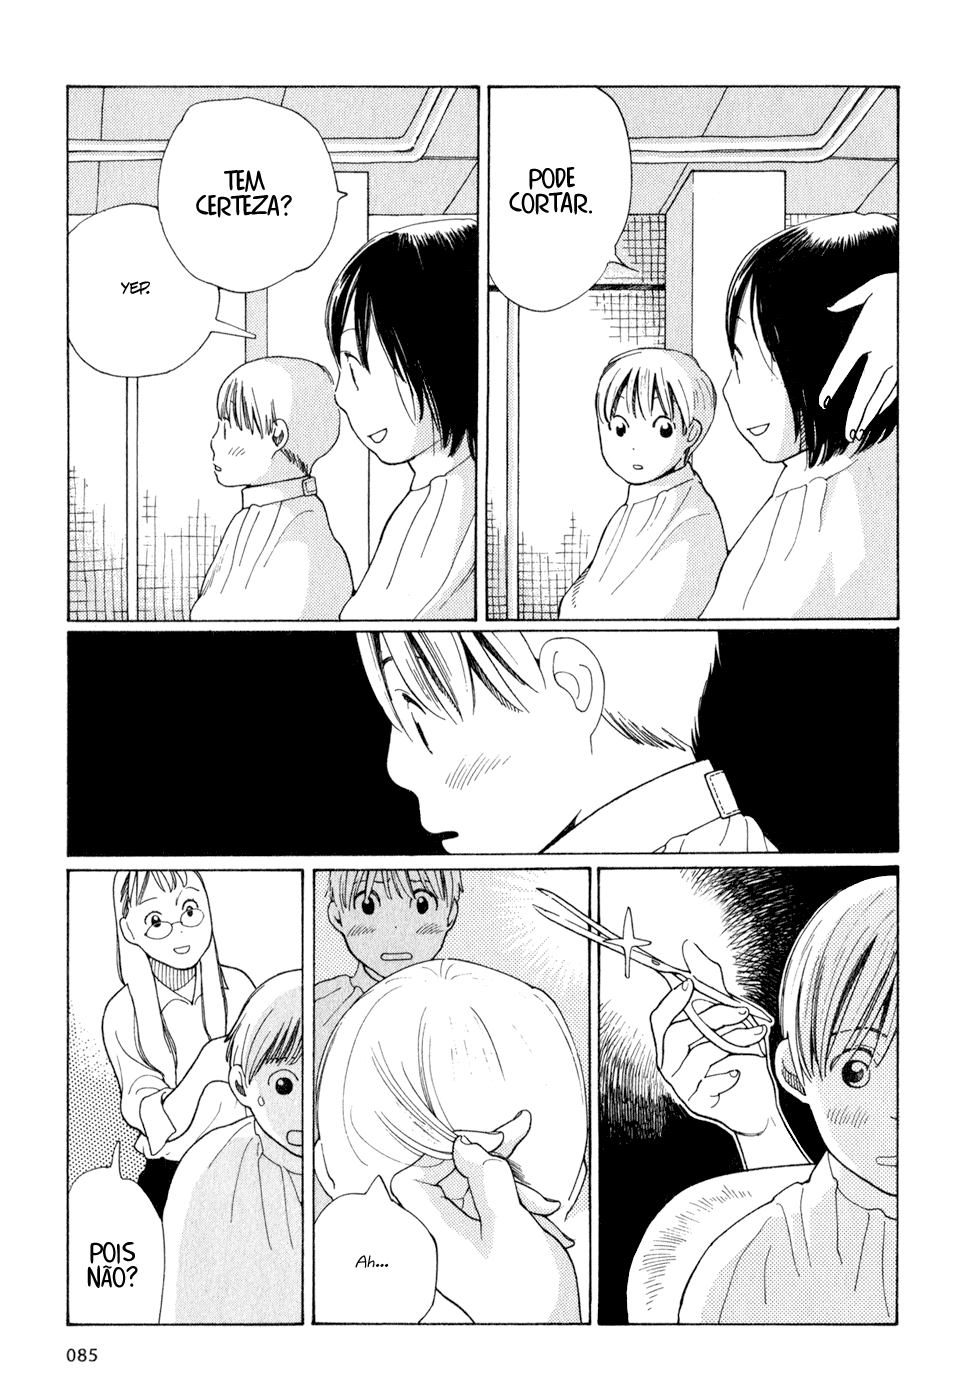 PODE
CORTAR.
TEM
CERTEZA?
YEP.
Ah...
POIS
NÃO?
085